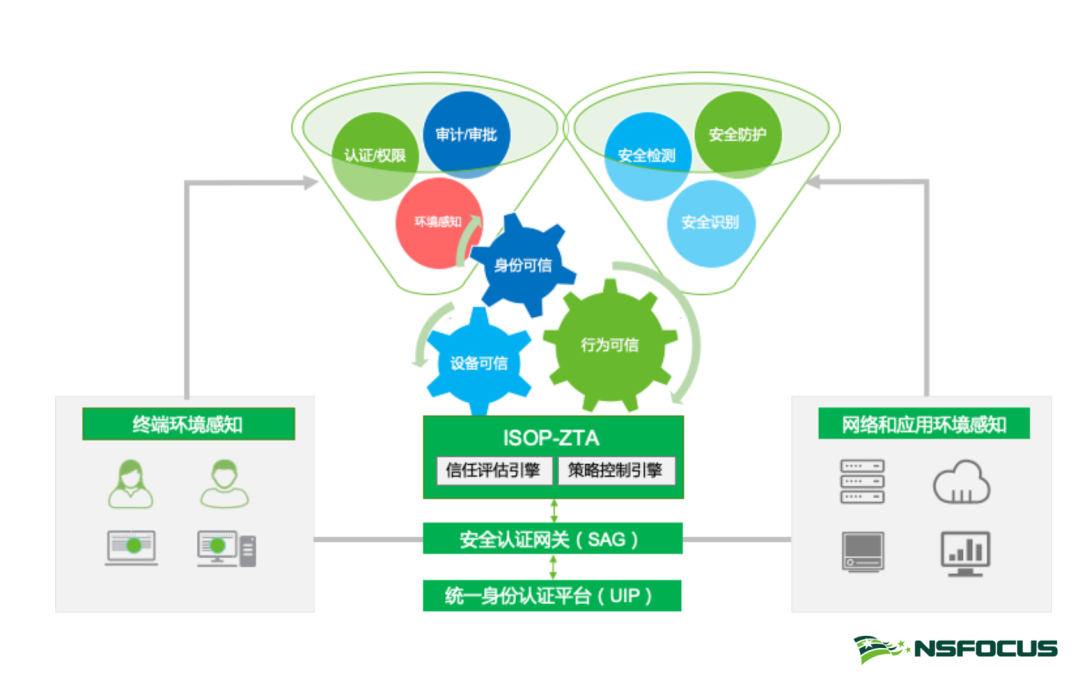 审计/审批
认证/权限
环境感知
安全防护
安全检测
安全识别
身份可信
行为可信
设备可信
终端环境感知
ISOP-ZTA
信任评估引擎
策略控制引擎
网络和应用环境感知
安全认证网关（SAG）
统一身份认证平台（UIP）
NSFOCUS